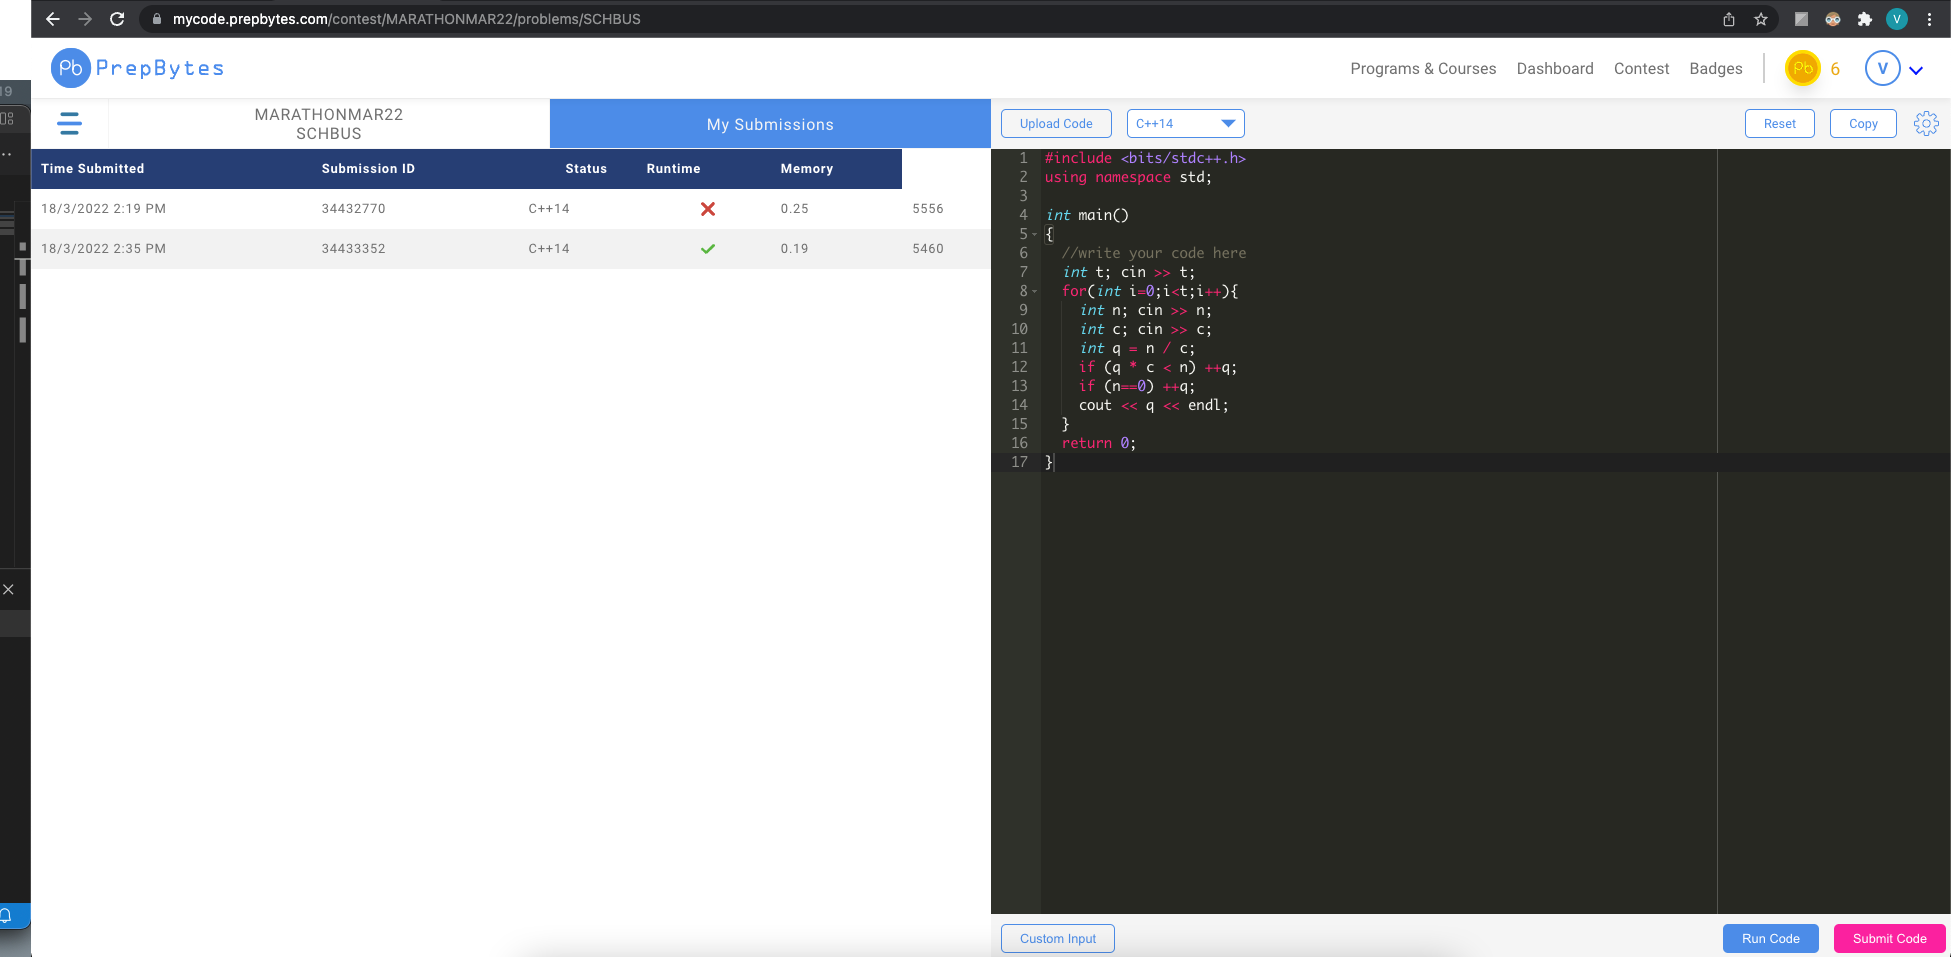 mycode.prepbytes.com/contest/MARATHONMAR22/problems/SCHBUS
V
19
Pb PrepBytes
Programs & Courses Dashboard Contest Badges Pb 6 V
MARATHONMAR22
SCHBUS
My Submissions
Upload Code C++14 Reset Copy
Time Submitted Submission ID Status Runtime Memory
18/3/2022 2:19 PM 34432770 C++14 0.25 5556
18/3/2022 2:35 PM 34433352 C++14 0.19 5460
1 #include <bits/stdc++.h>
2 using namespace std;
3
4 int main()
5 {
6 //write your code here
7 int t; cin >> t;
8 for(int i=0;i<t;i++){
9 int n; cin >> n;
10 int c; cin >> c;
11 int q = n / c;
12 if (q * c < n) ++q;
13 if (n==0) ++q;
14 cout << q << endl;
15 }
16 return 0;
17 }
Custom Input Run Code Submit Code